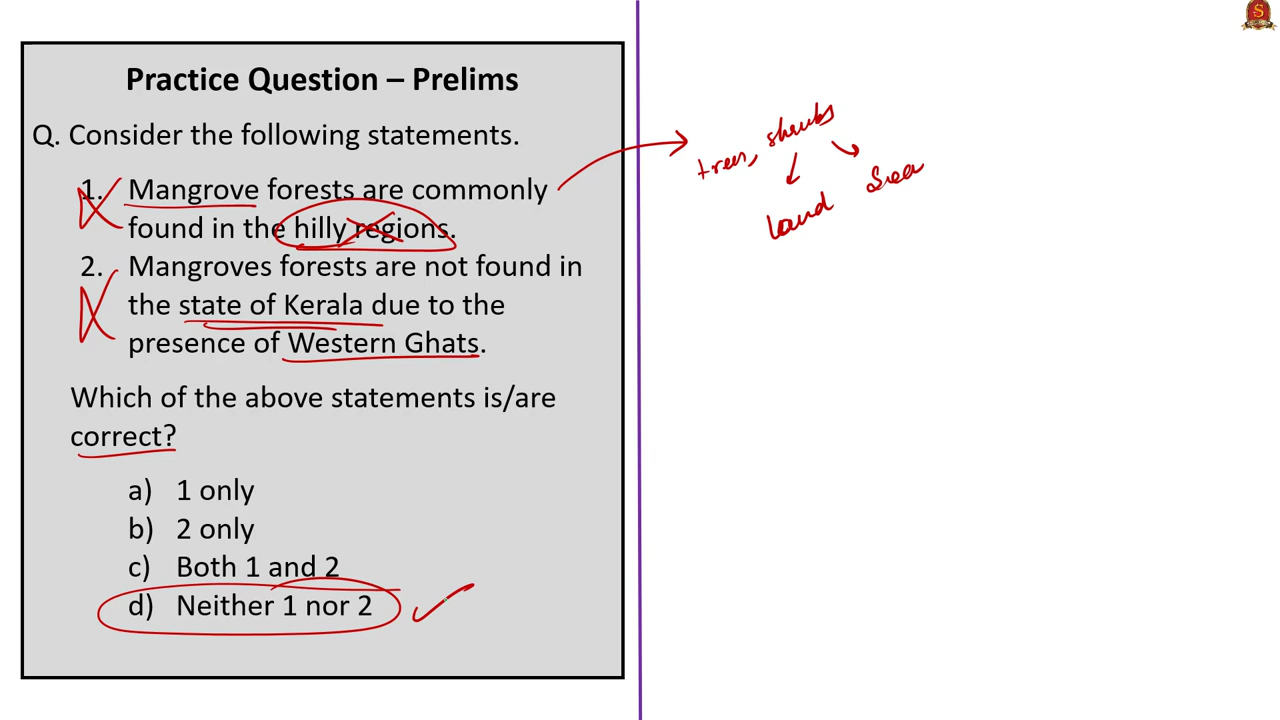 Practice Question – Prelims
Q. Consider the following statements.
1. Mangrove forests are commonly
found in the hilly regions.
2. Mangroves forests are not found in
the state of Kerala due to the
presence of Western Ghats.
Which of the above statements is/are
correct?
a) 1 only
b) 2 only
c) Both 1 and 2
d) Neither 1 nor 2
trees, shrubs
land
Sea
S